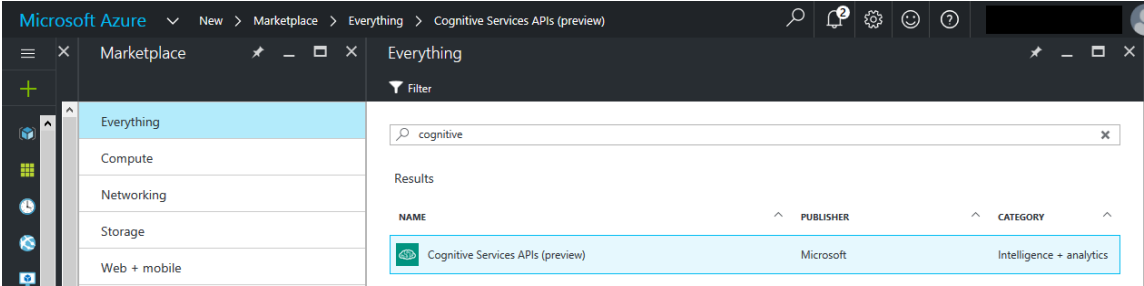 Microsoft Azure New > Marketplace > Everything > Cognitive Services APIs (preview) 2
Marketplace
Everything
Compute
Networking
Storage
Web + mobile
Everything
Filter
cognitive
Results
NAME PUBLISHER CATEGORY
Cognitive Services APIs (preview) Microsoft Intelligence + analytics